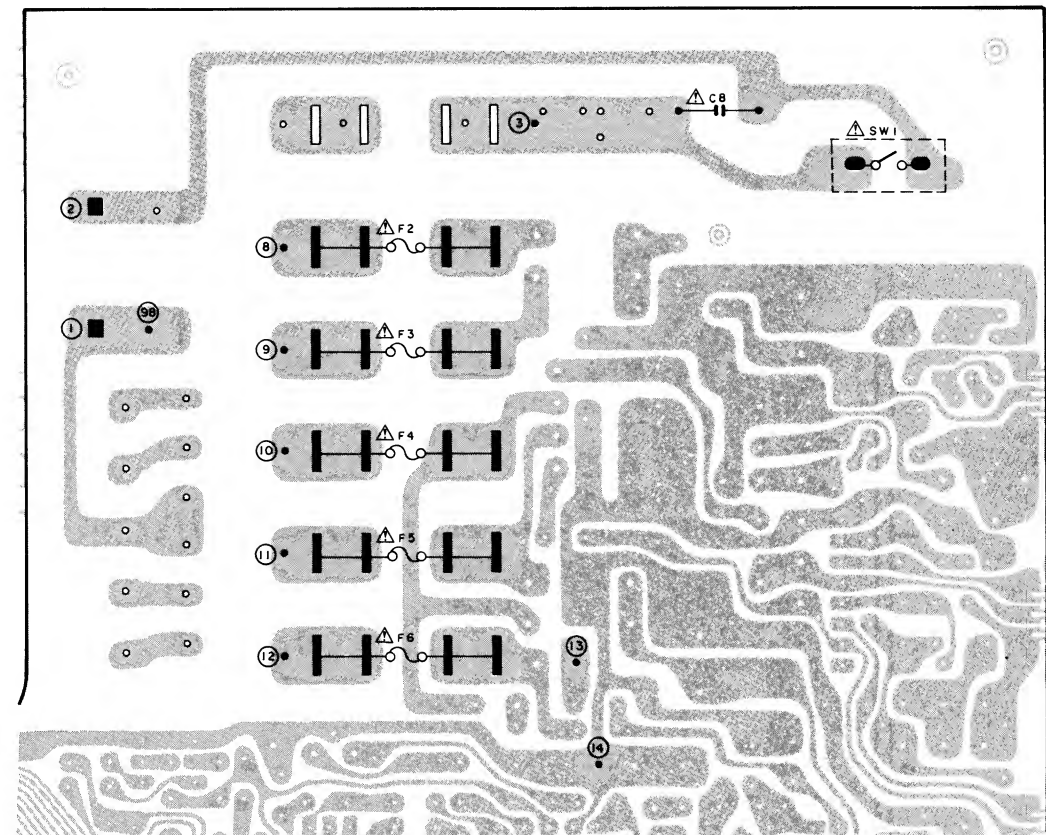 ⚠ C8
③
⚠ SW1
②
⑧ ⚠ F2
98
①
⑨ ⚠ F3
⑩ ⚠ F4
⑪ ⚠ F5
⑫ ⚠ F6
⑬
⑭